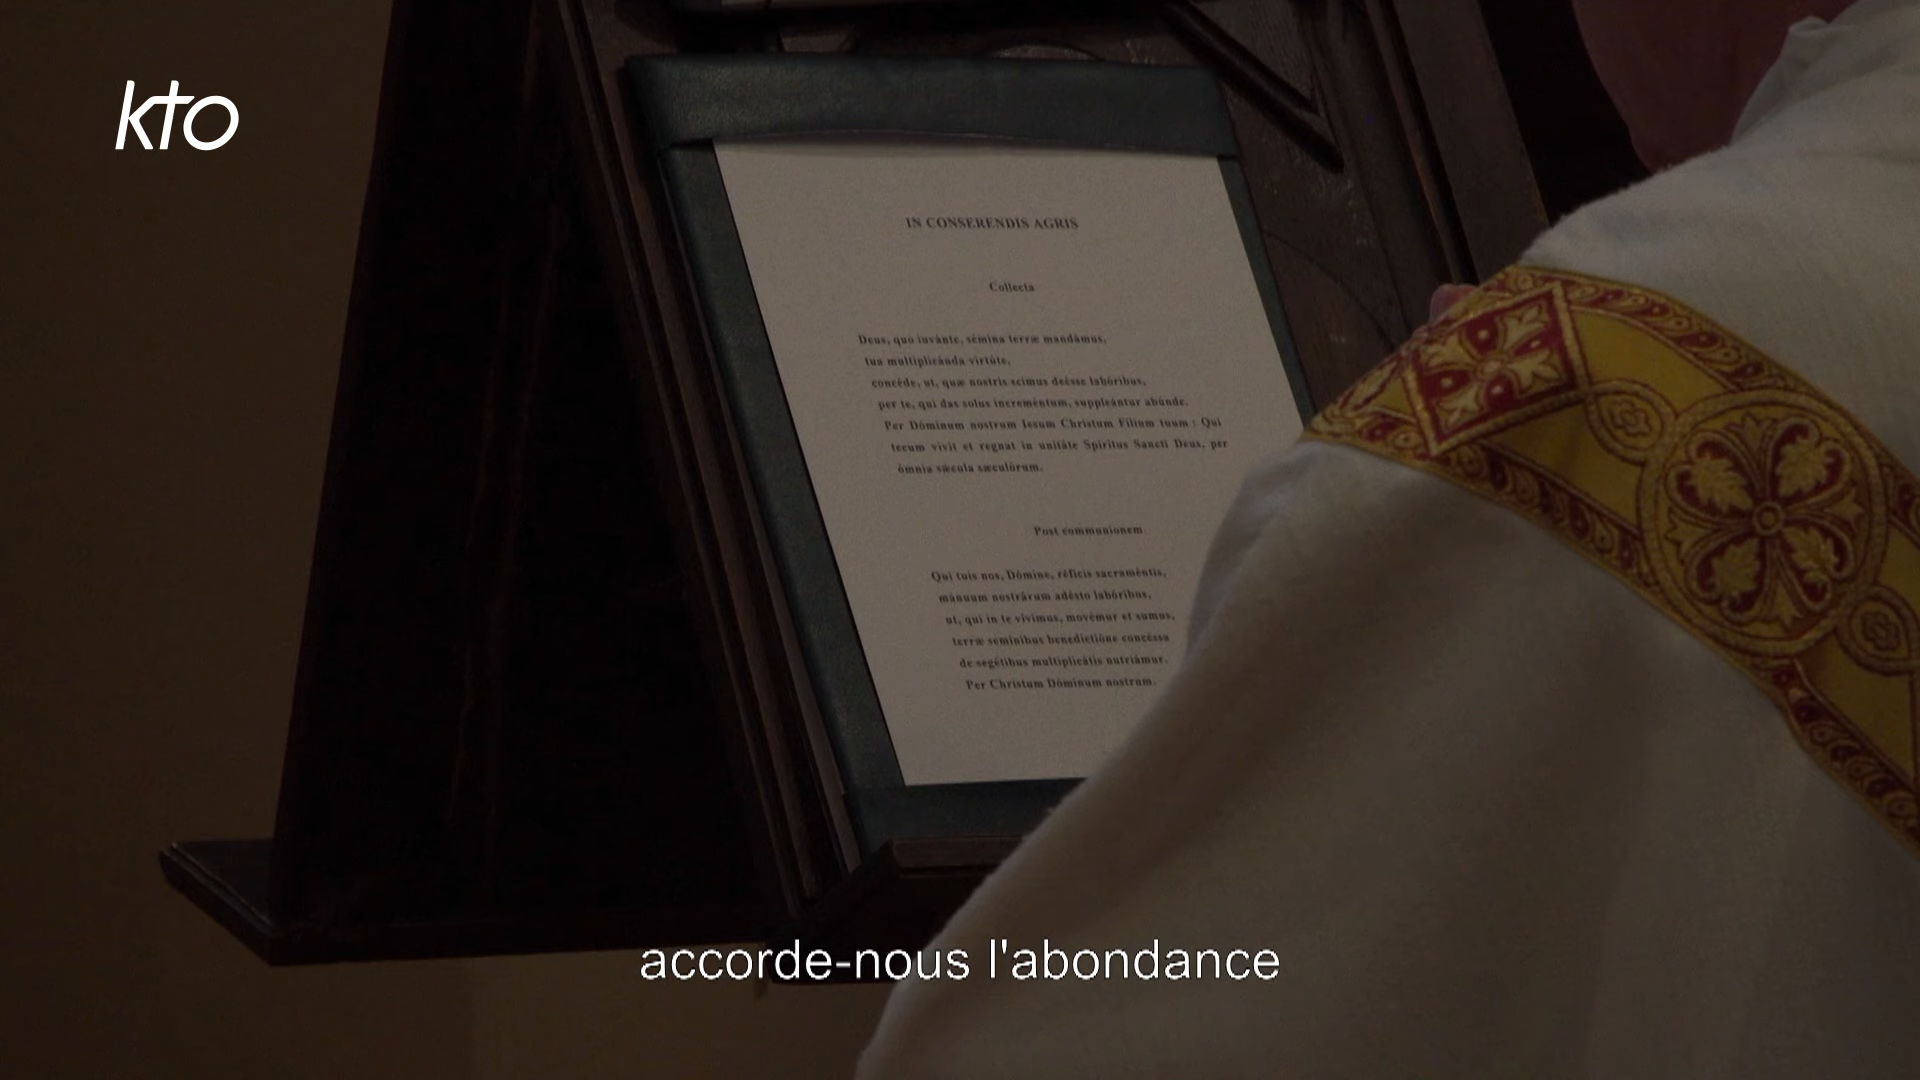 kto
IN CONSERENDIS AGRIS
Collecta
Deus, quo iuvánte, sémina terræ mandámus,
tua multiplicánda virtúte,
concéde, ut, quæ nostris scimus deésse labóribus,
per te, qui das solus increméntum, suppleántur abúnde.
Per Dóminum nostrum Iesum Christum Fílium tuum : Qui
tecum vivit et regnat in unitáte Spíritus Sancti Deus, per
ómnia sǽcula sæculórum.
Post communionem
Qui tuis nos, Dómine, réficis sacraméntis,
mánuum nostrárum adésto labóribus,
ut, qui in te vívimus, movémur et sumus,
terræ semínibus benedictióne concéssa
de segétibus multiplicátis nutriámur.
Per Christum Dóminum nostrum.
accorde-nous l'abondance